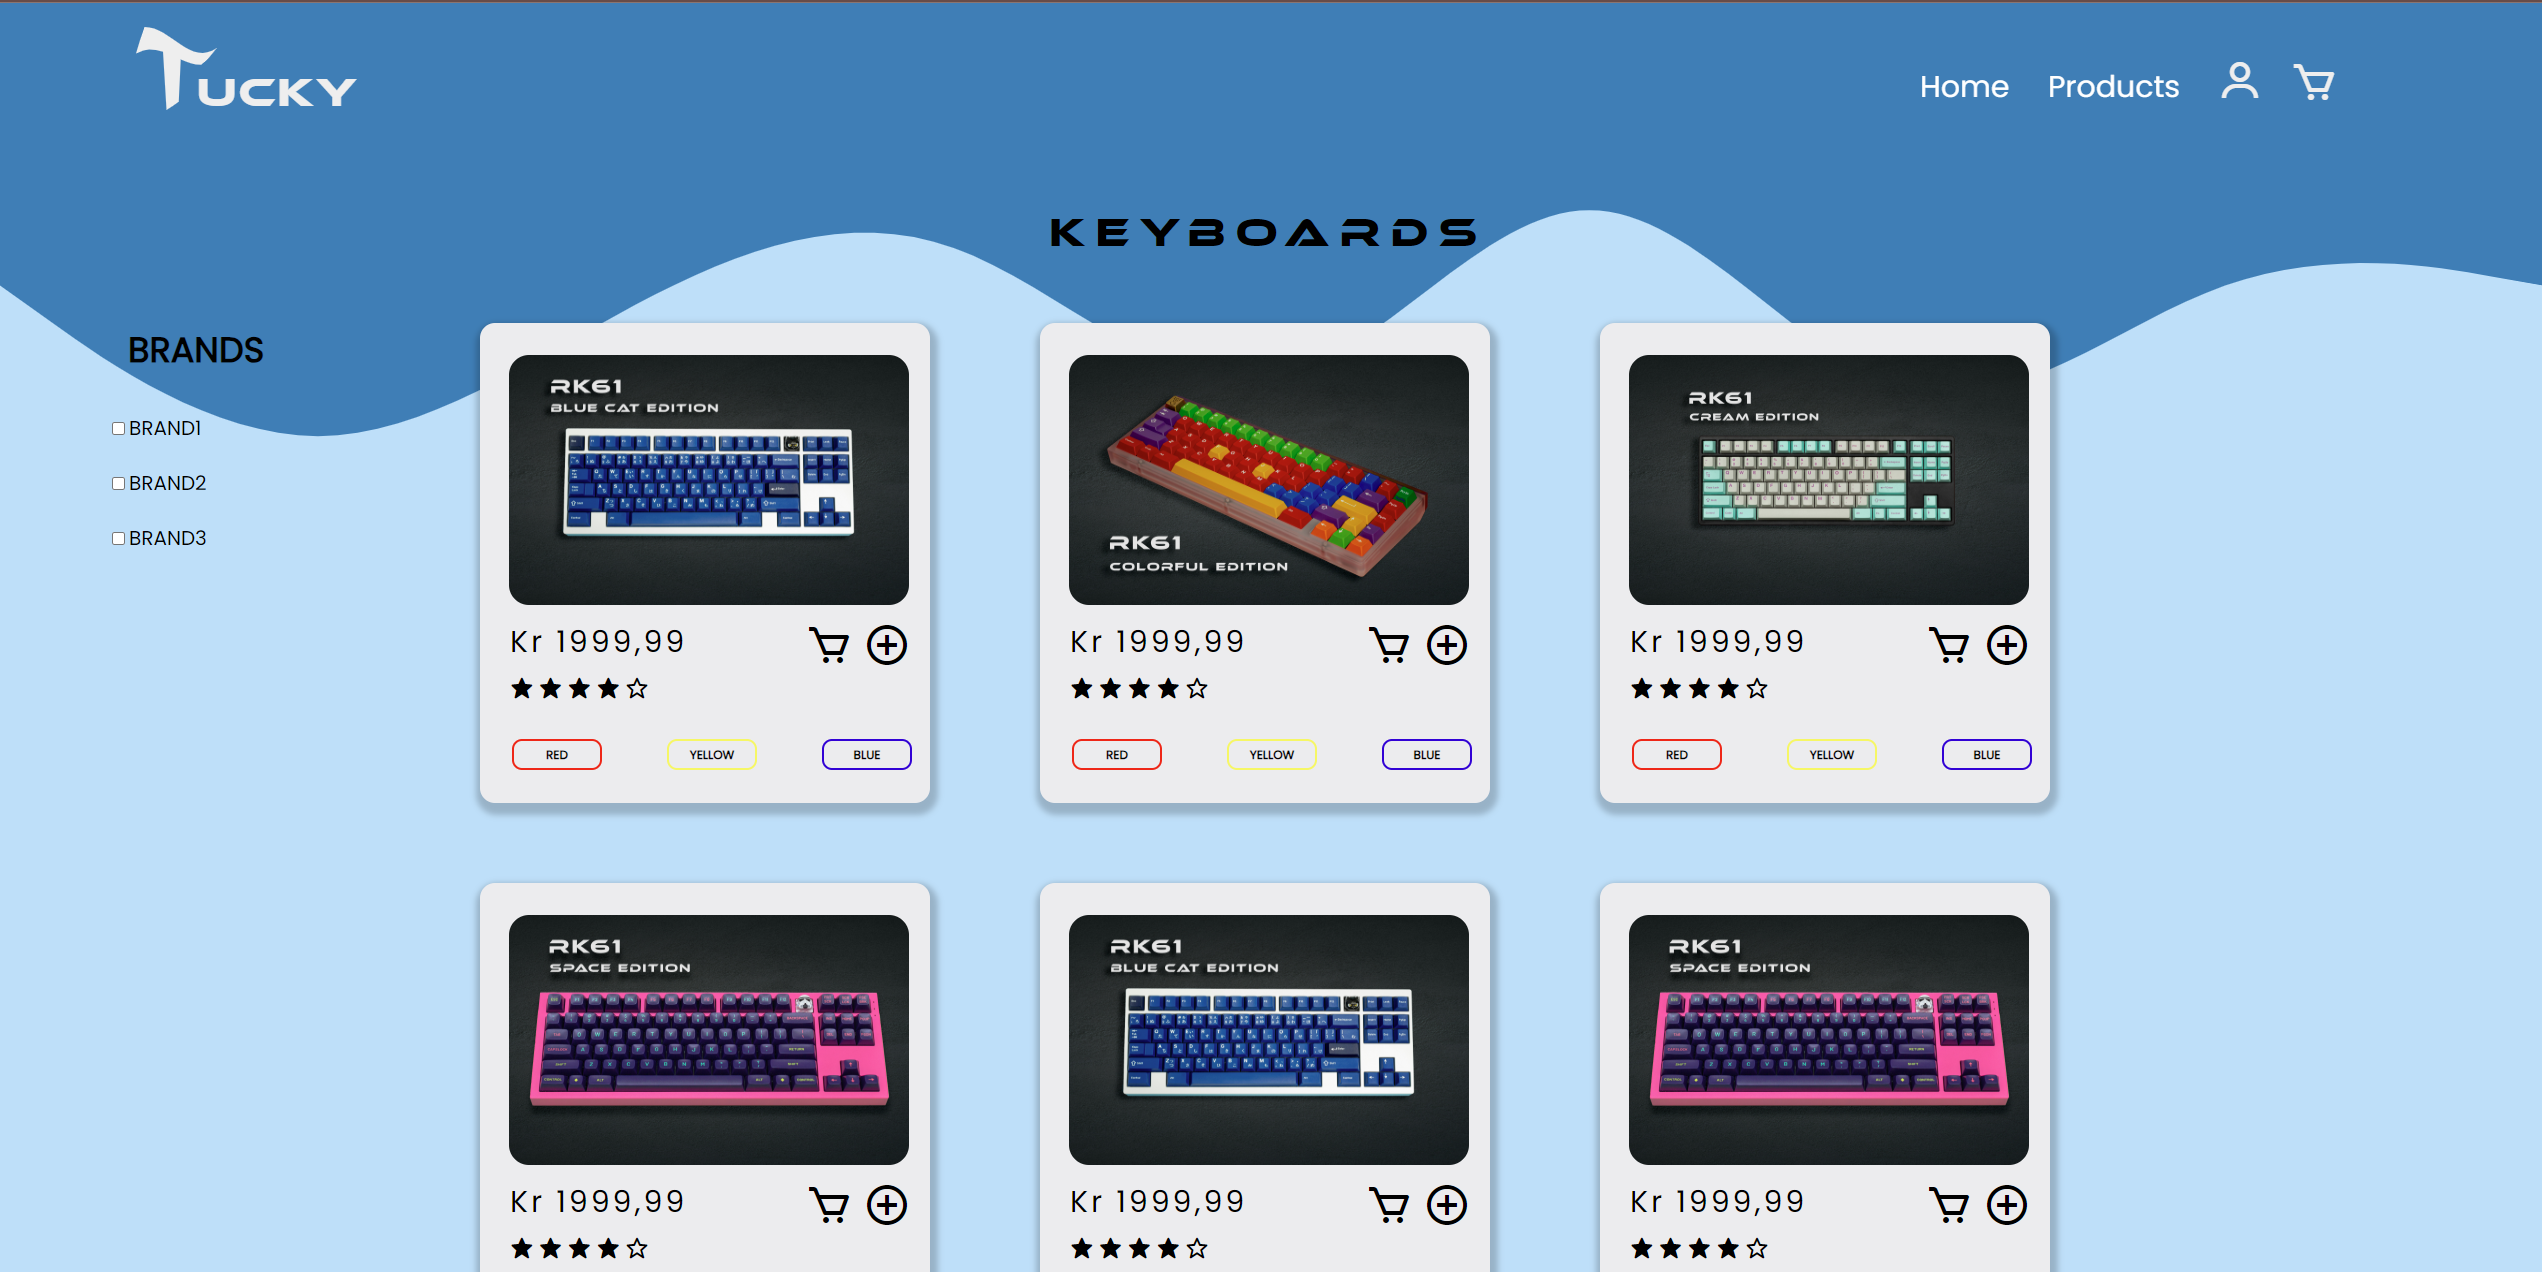 TUCKY
Home Products
KEYBOARDS
BRANDS
BRAND1
BRAND2
BRAND3
RK61
BLUE CAT EDITION
Kr 1999,99
RED YELLOW BLUE
RK61
COLORFUL EDITION
Kr 1999,99
RED YELLOW BLUE
RK61
CREAM EDITION
Kr 1999,99
RED YELLOW BLUE
RK61
SPACE EDITION
Kr 1999,99
RK61
BLUE CAT EDITION
Kr 1999,99
RK61
SPACE EDITION
Kr 1999,99